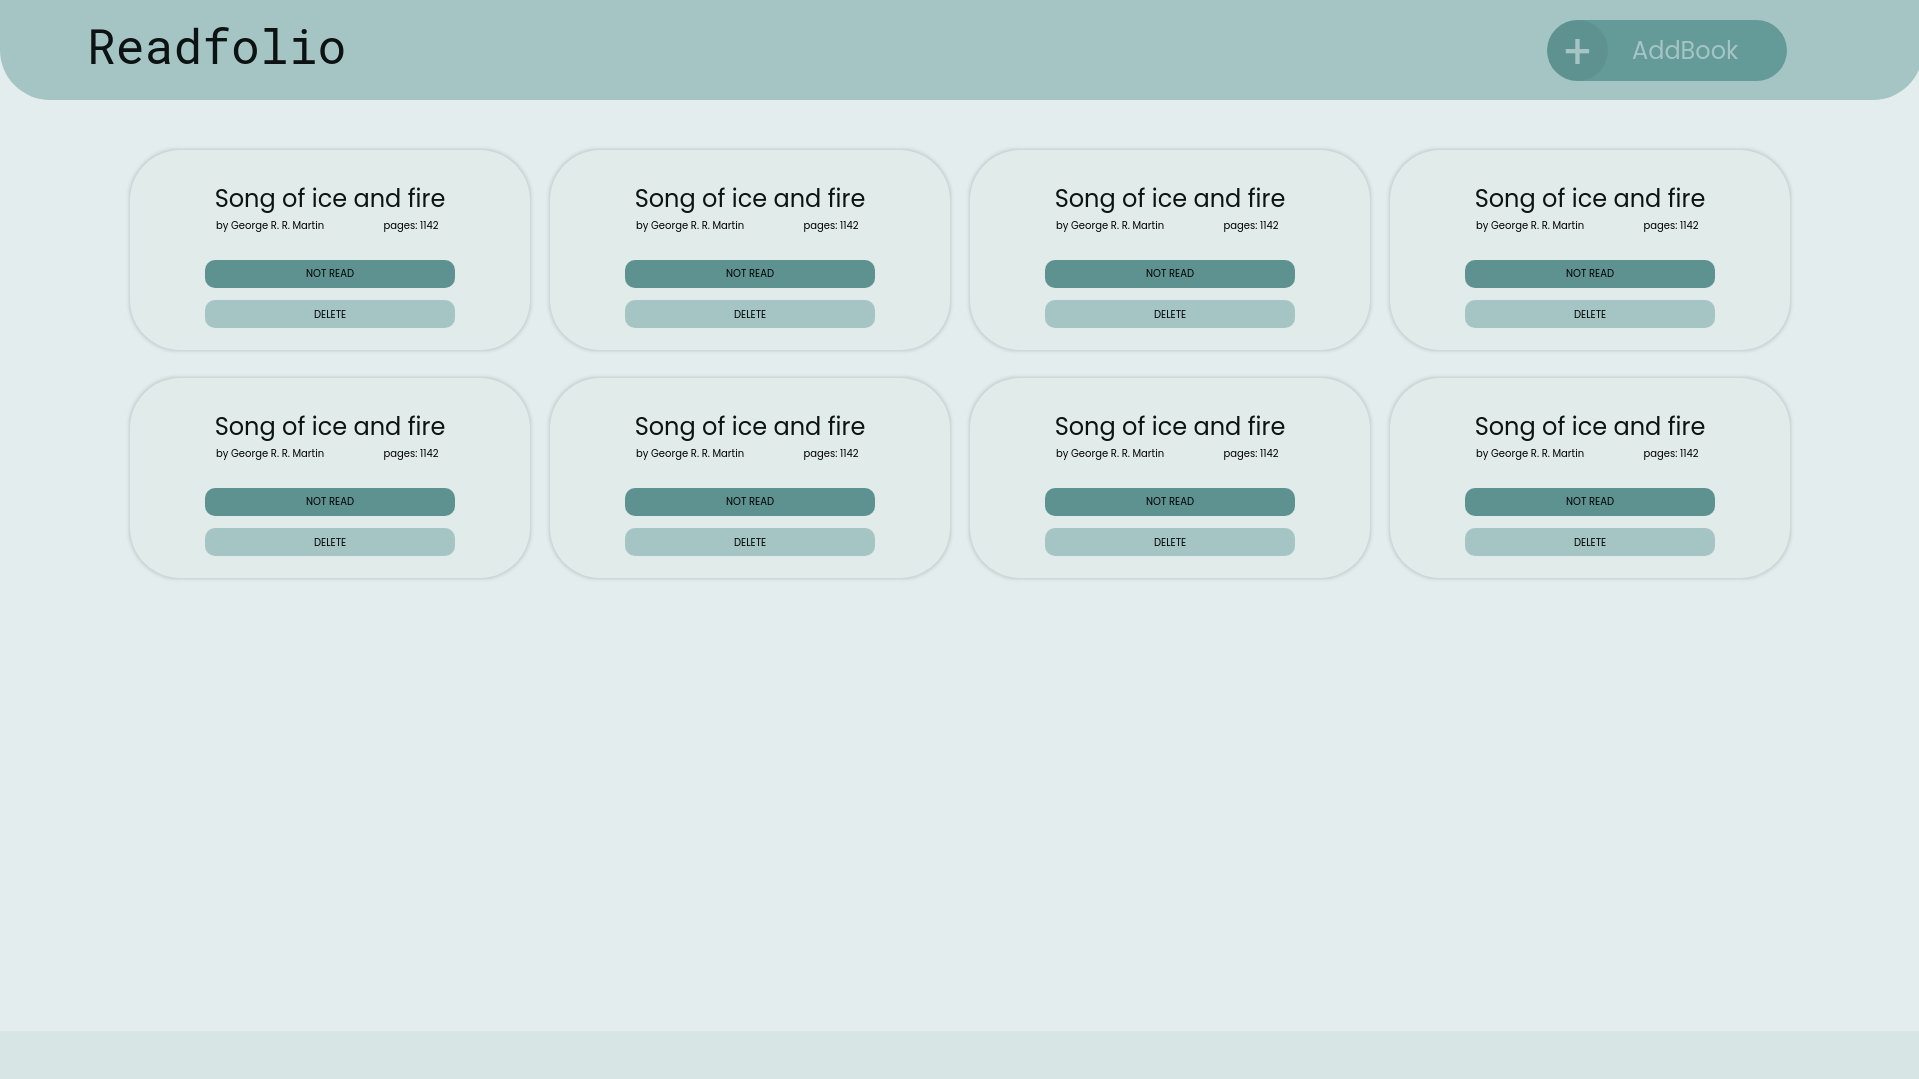 Readfolio
+ AddBook
Song of ice and fire
by George R. R. Martin pages: 1142
NOT READ
DELETE
Song of ice and fire
by George R. R. Martin pages: 1142
NOT READ
DELETE
Song of ice and fire
by George R. R. Martin pages: 1142
NOT READ
DELETE
Song of ice and fire
by George R. R. Martin pages: 1142
NOT READ
DELETE
Song of ice and fire
by George R. R. Martin pages: 1142
NOT READ
DELETE
Song of ice and fire
by George R. R. Martin pages: 1142
NOT READ
DELETE
Song of ice and fire
by George R. R. Martin pages: 1142
NOT READ
DELETE
Song of ice and fire
by George R. R. Martin pages: 1142
NOT READ
DELETE